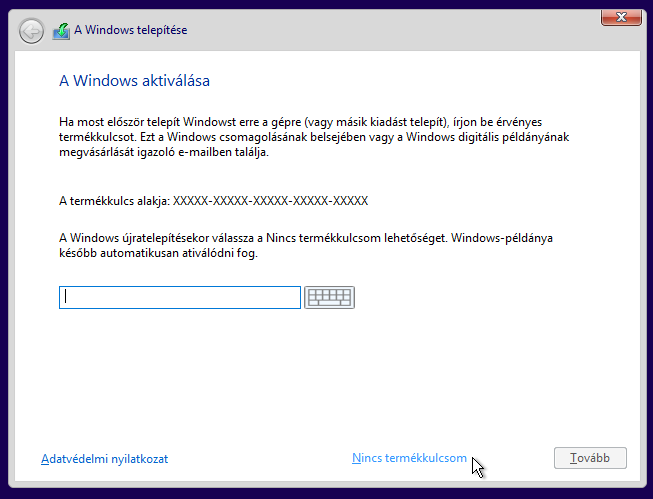 A Windows telepítése
A Windows aktiválása
Ha most először telepít Windowst erre a gépre (vagy másik kiadást telepít), írjon be érvényes
termékkulcsot. Ezt a Windows csomagolásának belsejében vagy a Windows digitális példányának
megvásárlását igazoló e-mailben találja.
A termékkulcs alakja: XXXXX-XXXXX-XXXXX-XXXXX-XXXXX
A Windows újratelepítésekor válassza a Nincs termékkulcsom lehetőséget. Windows-példánya
később automatikusan ativálódni fog.
Adatvédelmi nyilatkozat
Nincs termékkulcsom
Tovább